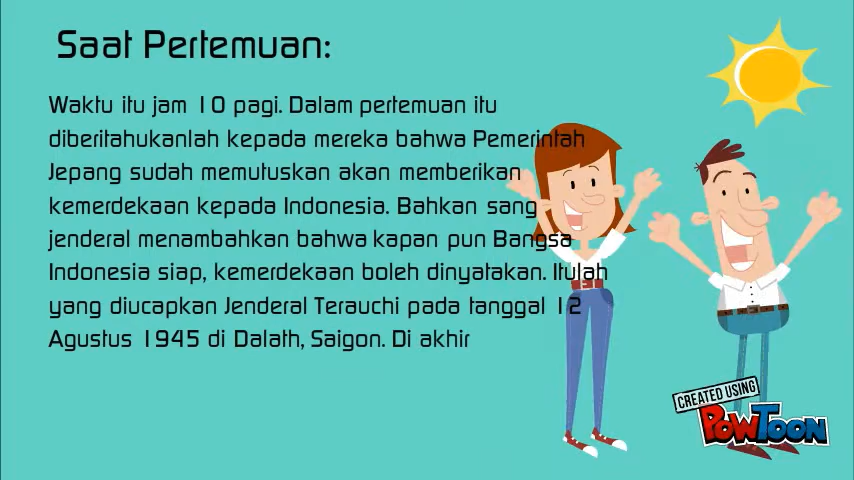 Saat Pertemuan:
Waktu itu jam 10 pagi. Dalam pertemuan itu
diberitahukanlah kepada mereka bahwa Pemerintah
Jepang sudah memutuskan akan memberikan
kemerdekaan kepada Indonesia. Bahkan sang
jenderal menambahkan bahwa kapan pun Bangsa
Indonesia siap, kemerdekaan boleh dinyatakan. Itulah
yang diucapkan Jenderal Terauchi pada tanggal 12
Agustus 1945 di Dalath, Saigon. Di akhir
CREATED USING
POWTOON